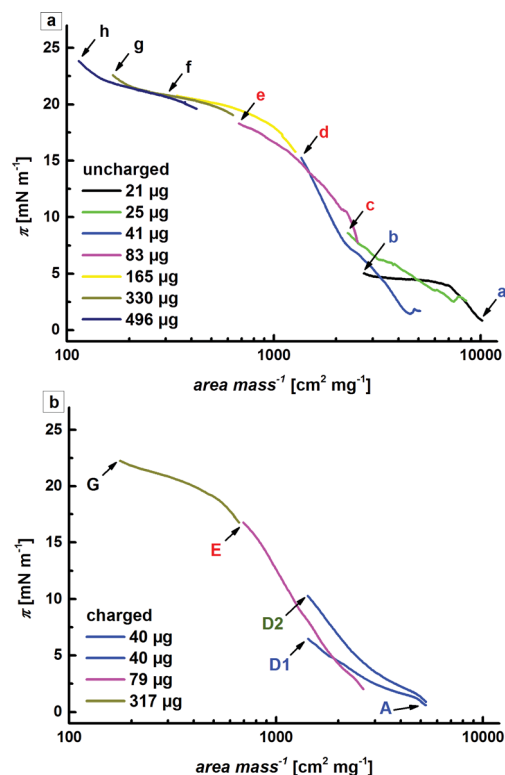 a
h
g
f
e
d
c
b
a
25
20
15
10
5
0
π [mN m-1]
uncharged
21 µg
25 µg
41 µg
83 µg
165 µg
330 µg
496 µg
100
1000
10000
area mass-1 [cm2 mg-1]
b
G
E
D2
D1
A
25
20
15
10
5
0
π [mN m-1]
charged
40 µg
40 µg
79 µg
317 µg
100
1000
10000
area mass-1 [cm2 mg-1]